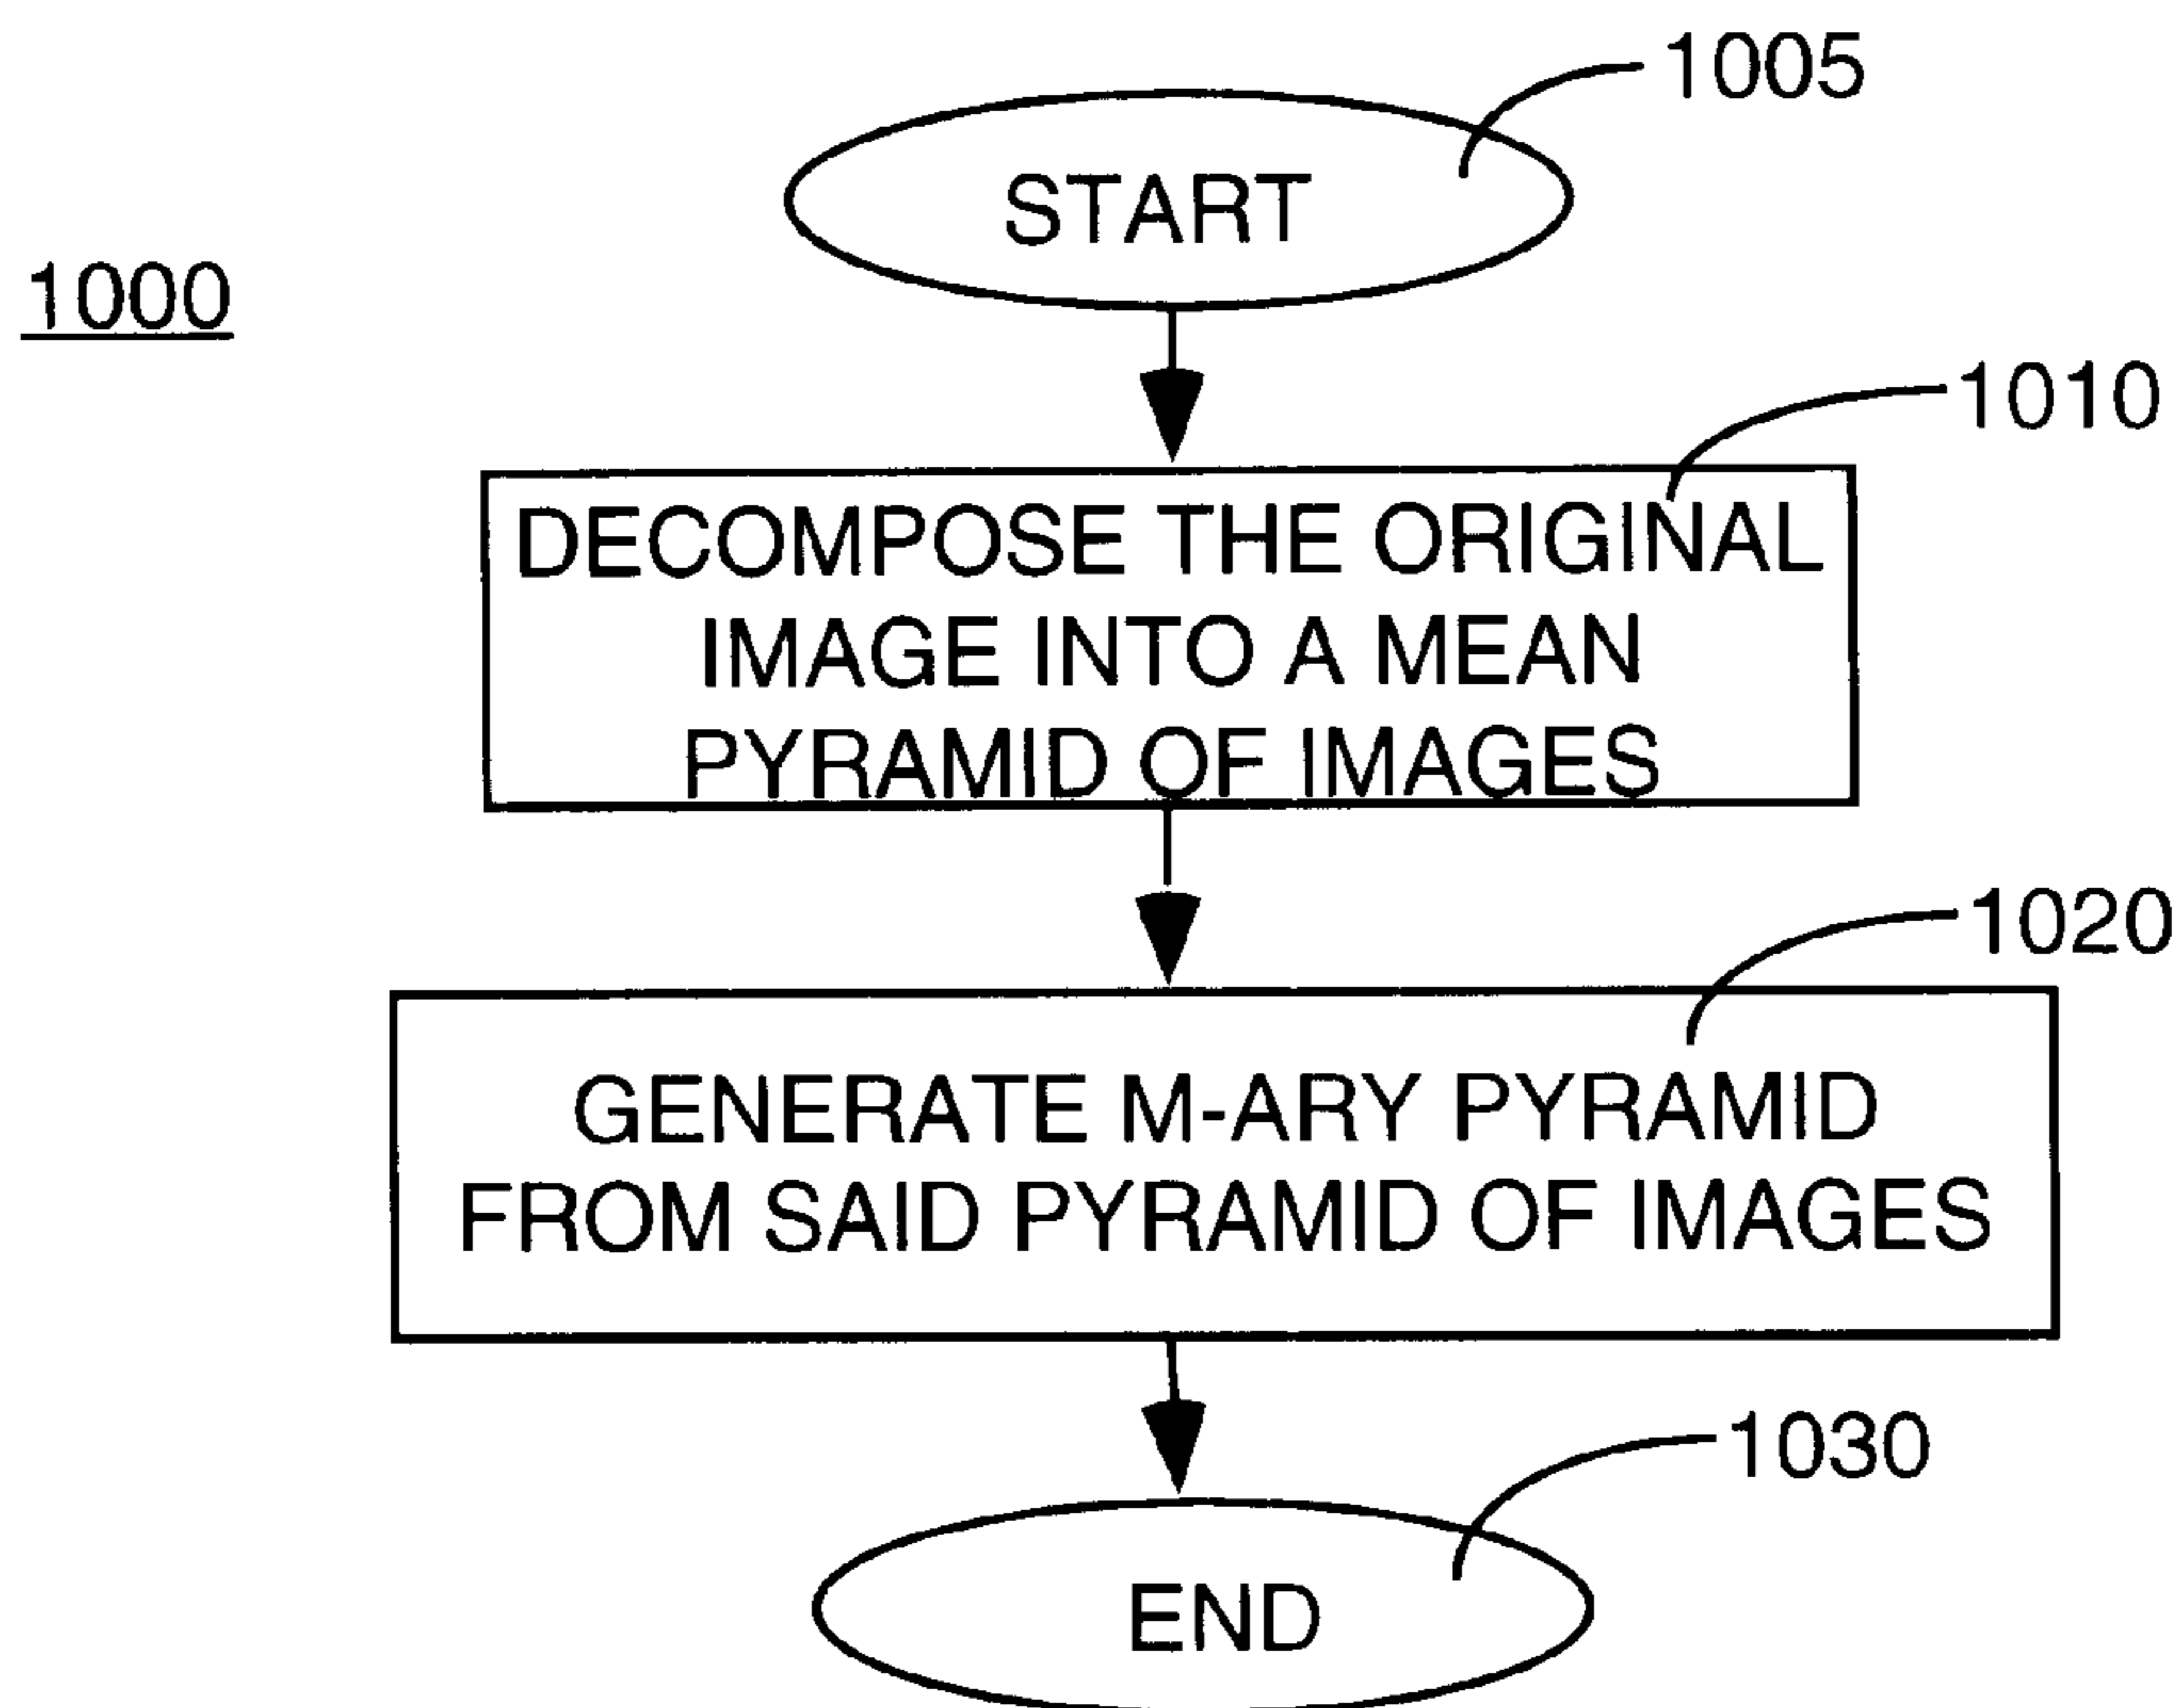 1005
START
1000
1010
DECOMPOSE THE ORIGINAL
IMAGE INTO A MEAN
PYRAMID OF IMAGES
1020
GENERATE M-ARY PYRAMID
FROM SAID PYRAMID OF IMAGES
1030
END